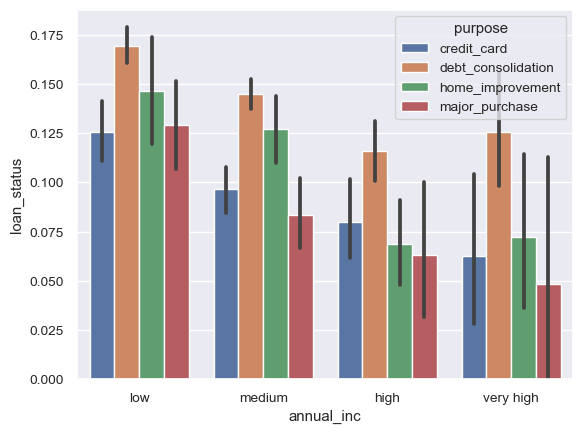 0.175
0.150
0.125
0.100
0.075
0.050
0.025
0.000
loan_status
purpose
credit_card
debt_consolidation
home_improvement
major_purchase
low
medium
high
very high
annual_inc